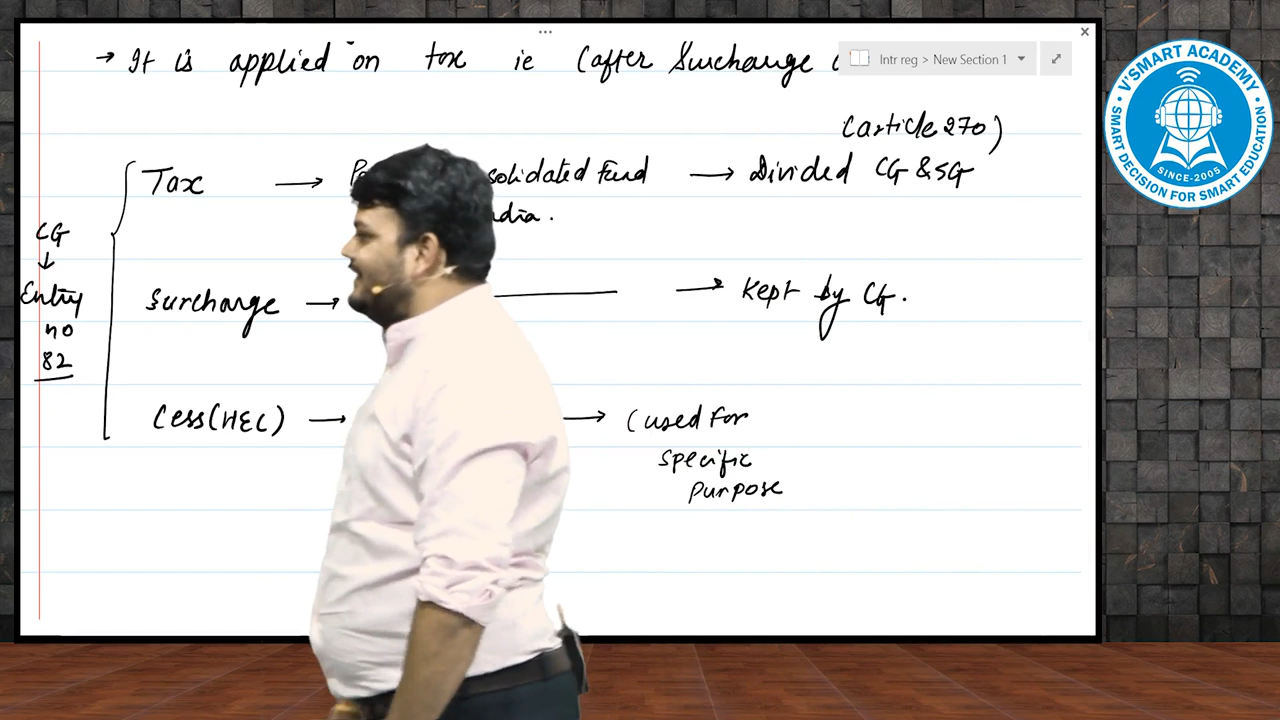 → It is applied on tax ie (after Surcharge
Intr reg > New Section 1
(article 270)
Tax → solidated Fund → Divided CG & SG
India.
CG
↓
Entry
no
82
Surcharge → → Kept by CG.
Cess(HEC) → → (used For
specific
purpose
V'SMART ACADEMY
SINCE-2005
SMART DECISION FOR SMART EDUCATION